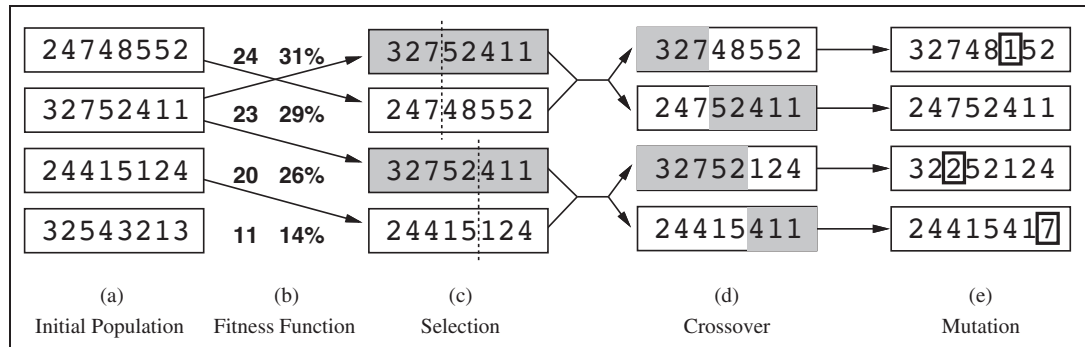 24748552 24 31% 32752411 32748552 32748152
32752411 23 29% 24748552 24752411 24752411
24415124 20 26% 32752411 32752124 32252124
32543213 11 14% 24415124 24415411 24415417
(a) (b) (c) (d) (e)
Initial Population Fitness Function Selection Crossover Mutation